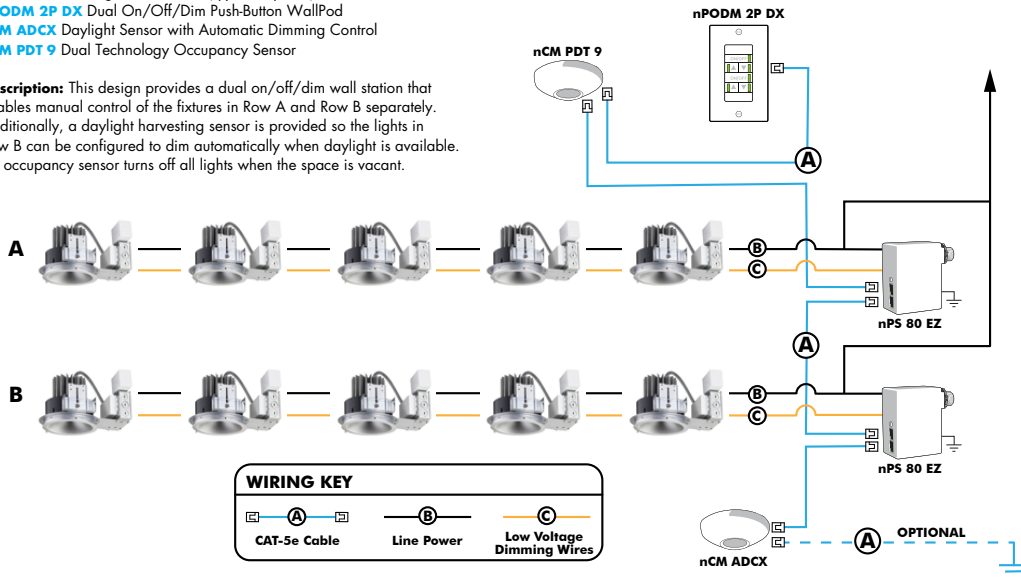 PODM 2P DX Dual On/Off/Dim Push-Button WallPod
M ADCX Daylight Sensor with Automatic Dimming Control
M PDT 9 Dual Technology Occupancy Sensor
scription: This design provides a dual on/off/dim wall station that
ables manual control of the fixtures in Row A and Row B separately.
ditionally, a daylight harvesting sensor is provided so the lights in
w B can be configured to dim automatically when daylight is available.
occupancy sensor turns off all lights when the space is vacant.
nPODM 2P DX
nCM PDT 9
ON/OFF
ON/OFF
A
A
B
C
nPS 80 EZ
A
B
B
C
nPS 80 EZ
WIRING KEY
A
B
C
CAT-5e Cable
Line Power
Low Voltage
Dimming Wires
nCM ADCX
A
OPTIONAL